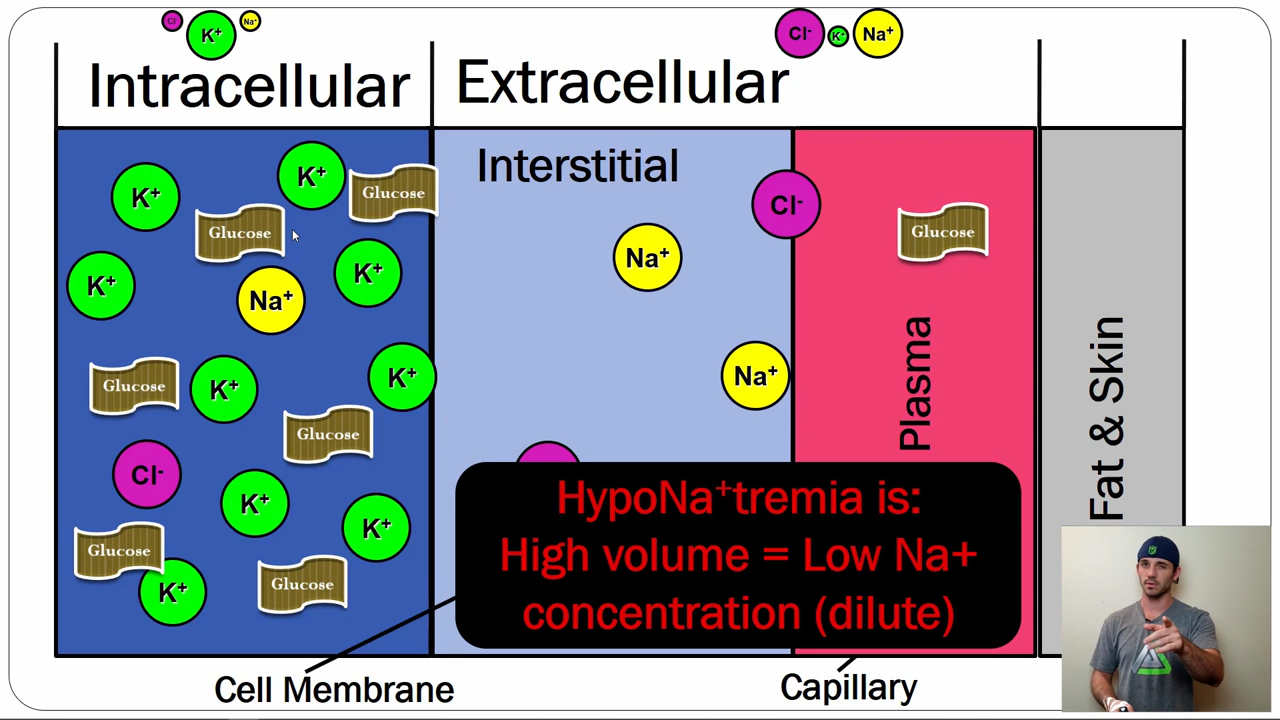 Cl-
K+
Na+
Cl-
K+
Na+
Intracellular
Extracellular
Interstitial
K+
K+
Glucose
Glucose
Cl-
Na+
Glucose
K+
Na+
K+
Glucose
K+
K+
Na+
Glucose
Cl-
K+
K+
Glucose
K+
Glucose
Plasma
Fat & Skin
HypoNa+tremia is:
High volume = Low Na+
concentration (dilute)
Cell Membrane
Capillary